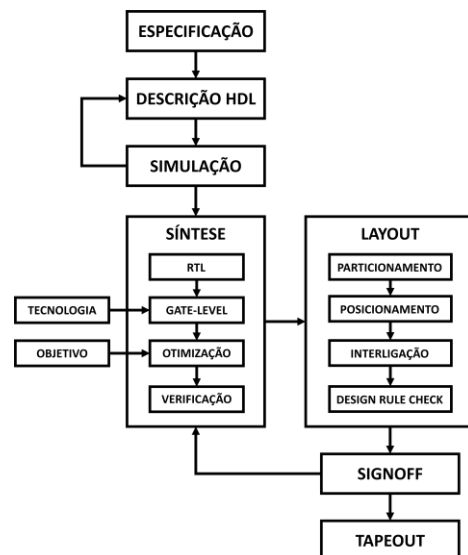 ESPECIFICAÇÃO
DESCRIÇÃO HDL
SIMULAÇÃO
SÍNTESE
RTL
TECNOLOGIA
GATE-LEVEL
OBJETIVO
OTIMIZAÇÃO
VERIFICAÇÃO
LAYOUT
PARTICIONAMENTO
POSICIONAMENTO
INTERLIGAÇÃO
DESIGN RULE CHECK
SIGNOFF
TAPEOUT